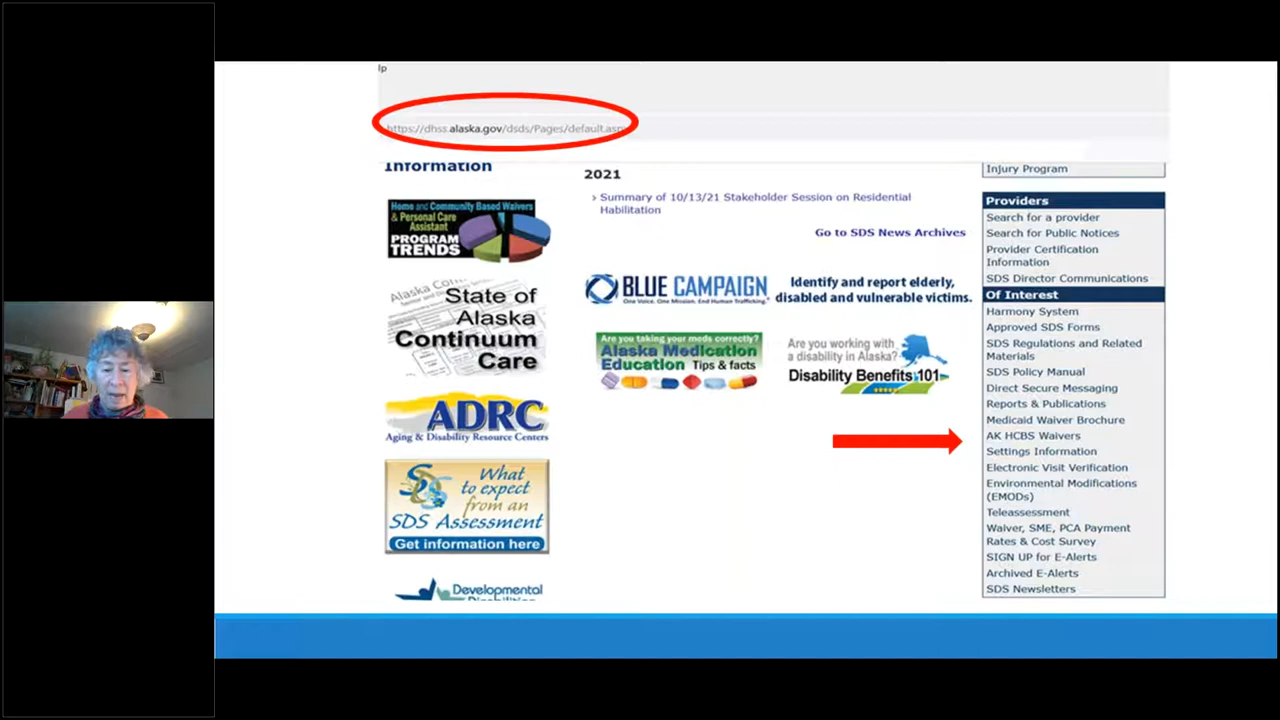 lp
https://dhss.alaska.gov/dsds/Pages/default.asp
Information
Home and Community Based Waivers
& Personal Care
Assistant
PROGRAM
TRENDS
State of
Alaska
Continuum
Care
ADRC
Aging & Disability Resource Centers
SDS
What
to expect
from an
SDS Assessment
Get information here
Developmental
2021
› Summary of 10/13/21 Stakeholder Session on Residential
Habilitation
Go to SDS News Archives
BLUE CAMPAIGN
One Voice. One Mission. End Human Trafficking.
Identify and report elderly,
disabled and vulnerable victims.
Are you taking your meds correctly?
Alaska Medication
Education Tips & facts
Are you working with
a disability in Alaska?
Disability Benefits 101
Injury Program
Providers
Search for a provider
Search for Public Notices
Provider Certification
Information
SDS Director Communications
Of Interest
Harmony System
Approved SDS Forms
SDS Regulations and Related
Materials
SDS Policy Manual
Direct Secure Messaging
Reports & Publications
Medicaid Waiver Brochure
AK HCBS Waivers
Settings Information
Electronic Visit Verification
Environmental Modifications
(EMODs)
Teleassessment
Waiver, SME, PCA Payment
Rates & Cost Survey
SIGN UP for E-Alerts
Archived E-Alerts
SDS Newsletters